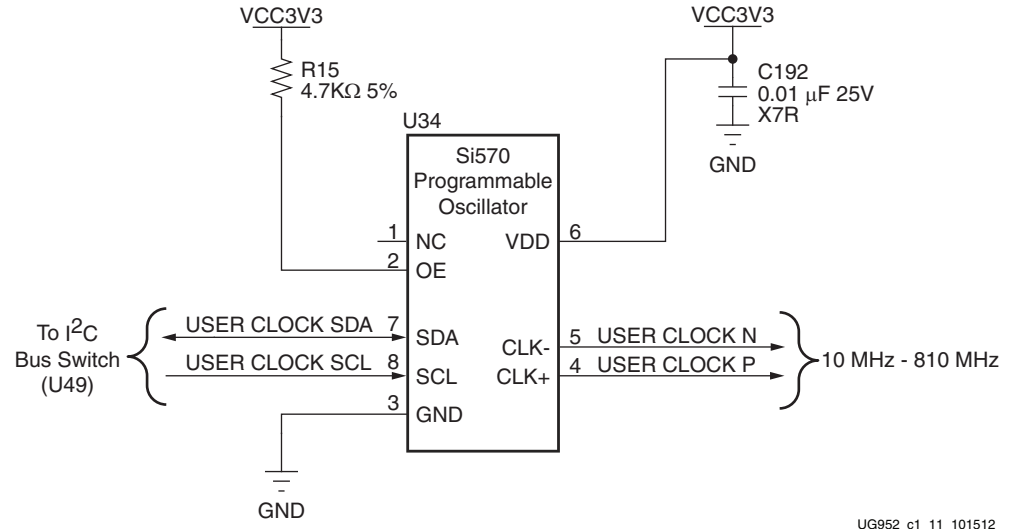 VCC3V3
VCC3V3
R15
4.7KΩ 5%
C192
0.01 μF 25V
X7R
GND
U34
Si570
Programmable
Oscillator
1 NC
VDD 6
2 OE
To I²C
Bus Switch
(U49)
USER CLOCK SDA 7 SDA
USER CLOCK SCL 8 SCL
3 GND
CLK- 5 USER CLOCK N
CLK+ 4 USER CLOCK P
10 MHz - 810 MHz
GND
UG952_c1_11_101512